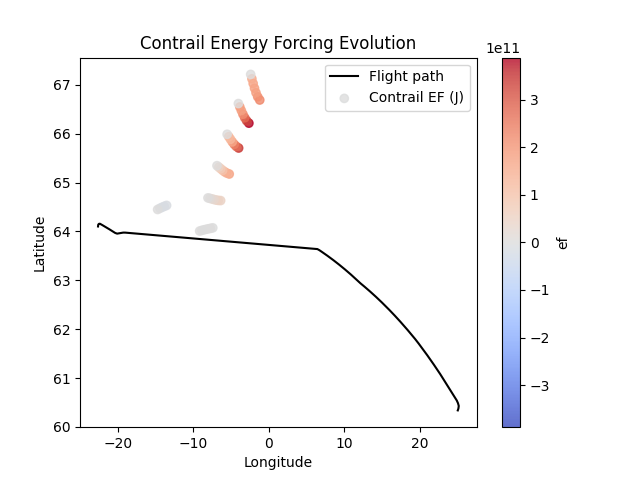 Contrail Energy Forcing Evolution
1e11
Flight path
Contrail EF (J)
67
66
65
64
63
62
61
60
Latitude
−20
−10
0
10
20
Longitude
3
2
1
0
−1
−2
−3
ef